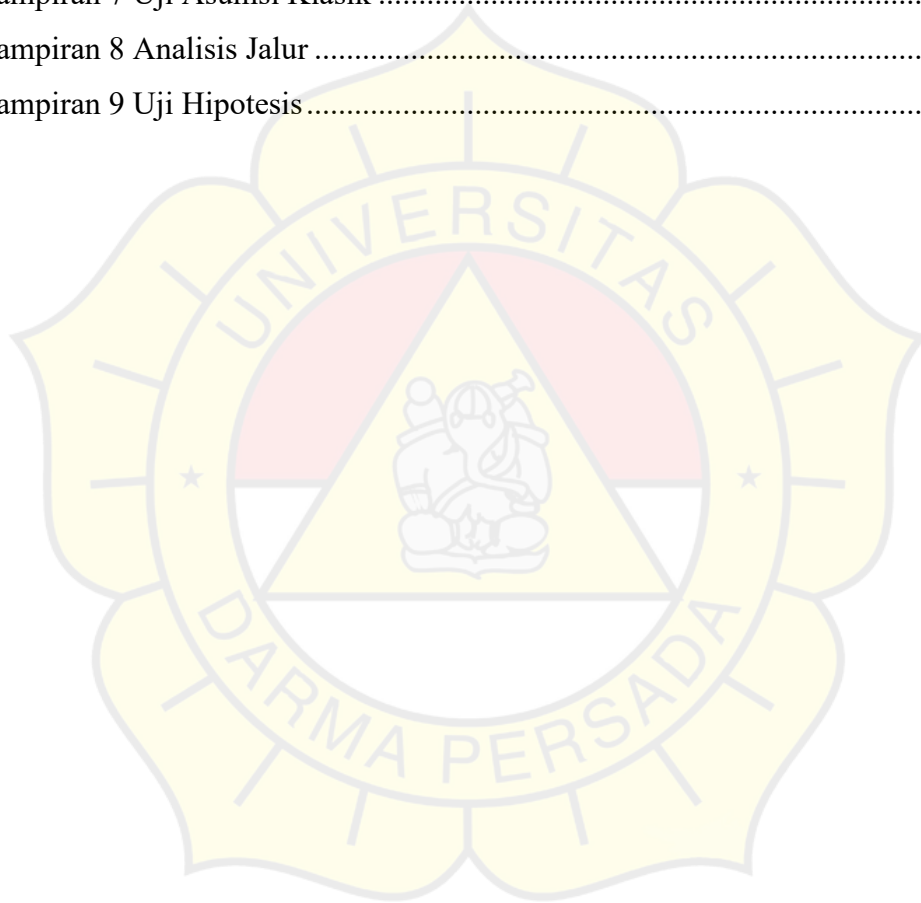 ampiran 7 Uji Asumsi Klasik ....................................................................
ampiran 8 Analisis Jalur .............................................................................
ampiran 9 Uji Hipotesis ..............................................................................
UNIVERSITAS
DARMA PERSADA